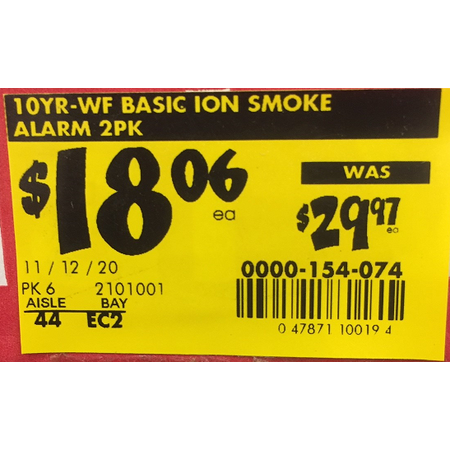 10YR-WF BASIC ION SMOKE
ALARM 2PK
$18.06 ea
WAS
$29.97 ea
11 / 12 / 20
0000-154-074
PK 6 2101001
AISLE BAY
44 EC2
0 47871 10019 4